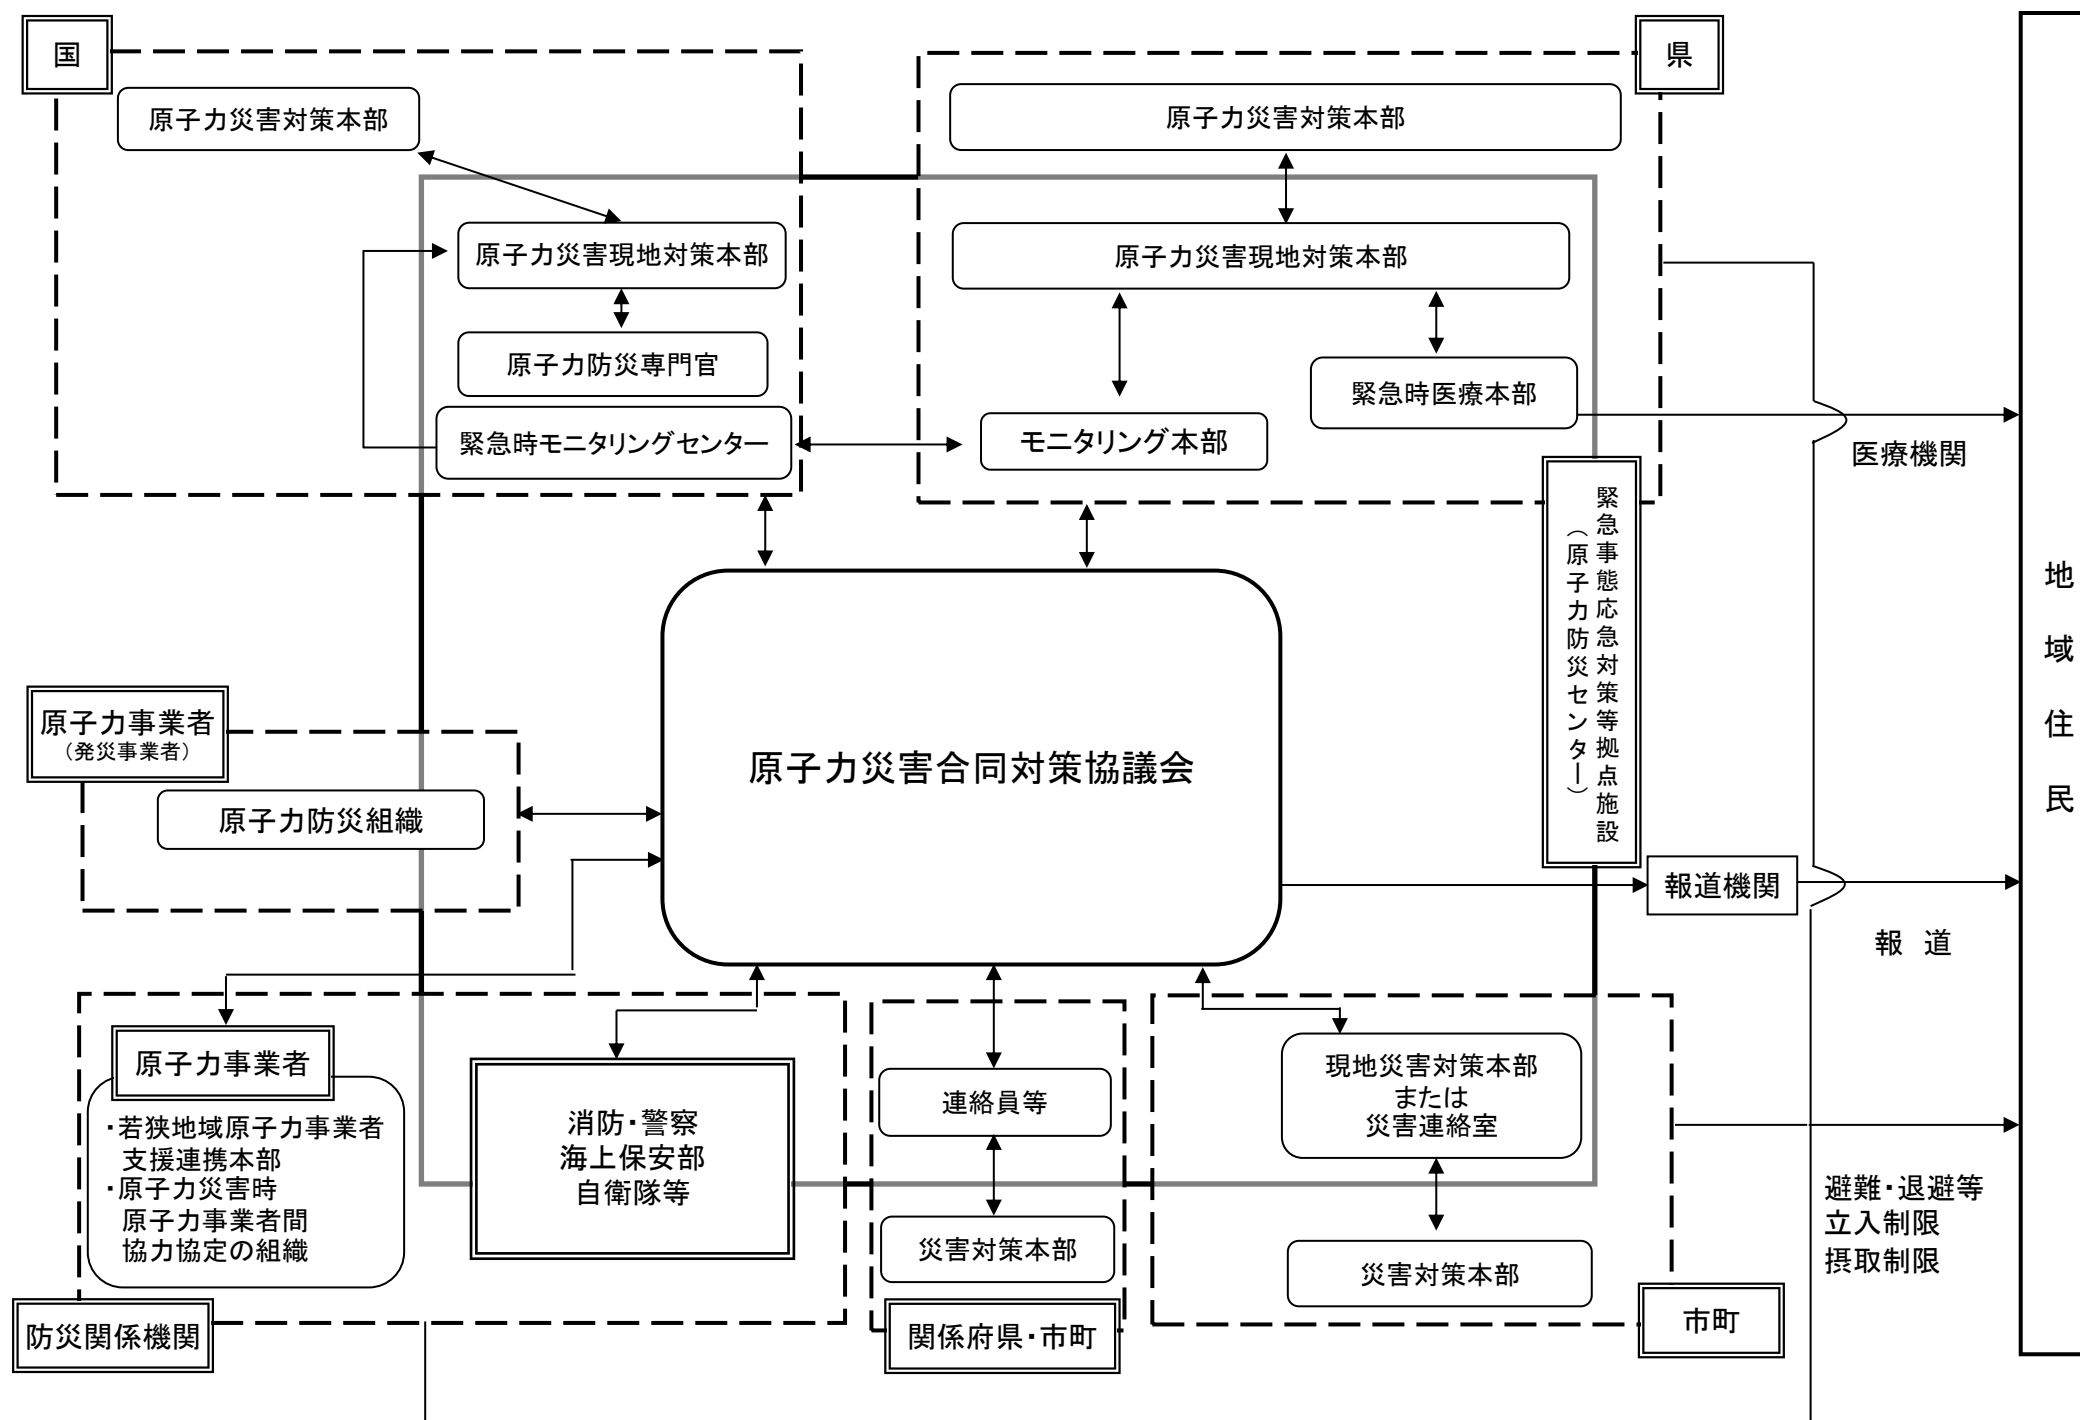 国
県
原子力災害対策本部
原子力災害対策本部
原子力災害現地対策本部
原子力災害現地対策本部
原子力防災専門官
緊急時医療本部
緊急時モニタリングセンター
モニタリング本部
医療機関
緊急事態応急対策等拠点施設
（原子力防災センター）
地域住民
原子力事業者
（発災事業者）
原子力防災組織
原子力災害合同対策協議会
報道機関
報道
原子力事業者
・若狭地域原子力事業者
支援連携本部
・原子力災害時
原子力事業者間
協力協定の組織
消防・警察
海上保安部
自衛隊等
連絡員等
災害対策本部
現地災害対策本部
または
災害連絡室
災害対策本部
避難・退避等
立入制限
摂取制限
防災関係機関
関係府県・市町
市町